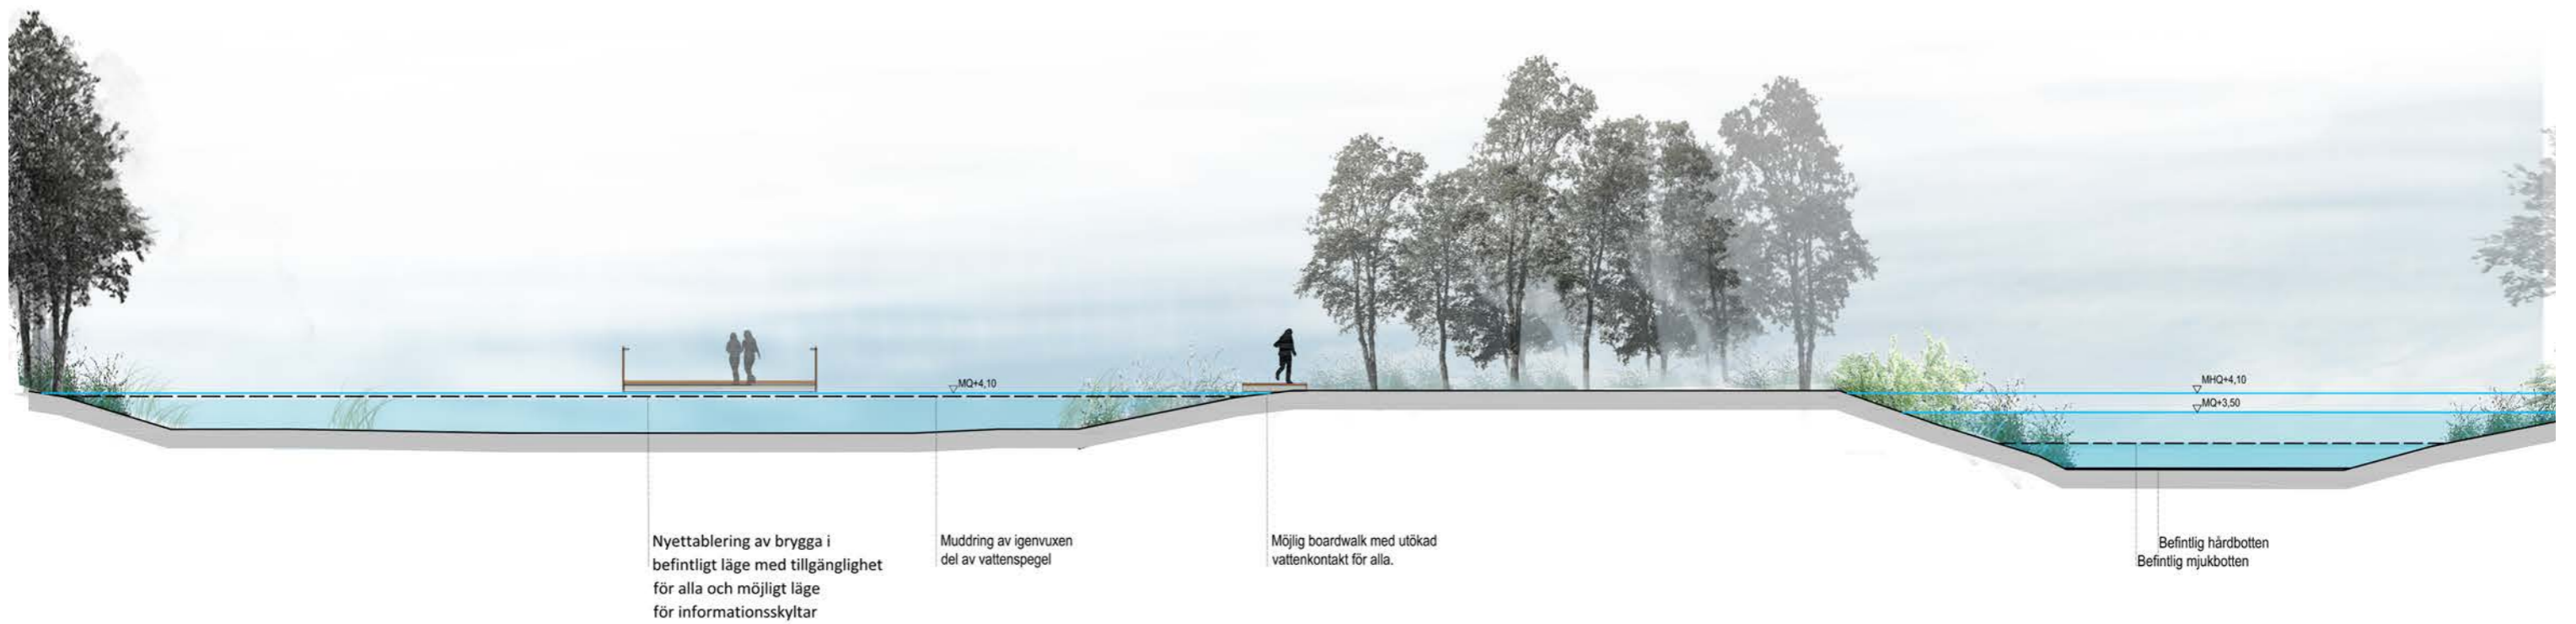 MQ+4,10
MHQ+4,10
MQ+3,50
Nyettablering av brygga i
befintligt läge med tillgänglighet
för alla och möjligt läge
för informationsskyltar
Muddring av igenvuxen
del av vattenspegel
Möjlig boardwalk med utökad
vattenkontakt för alla.
Befintlig hårdbotten
Befintlig mjukbotten